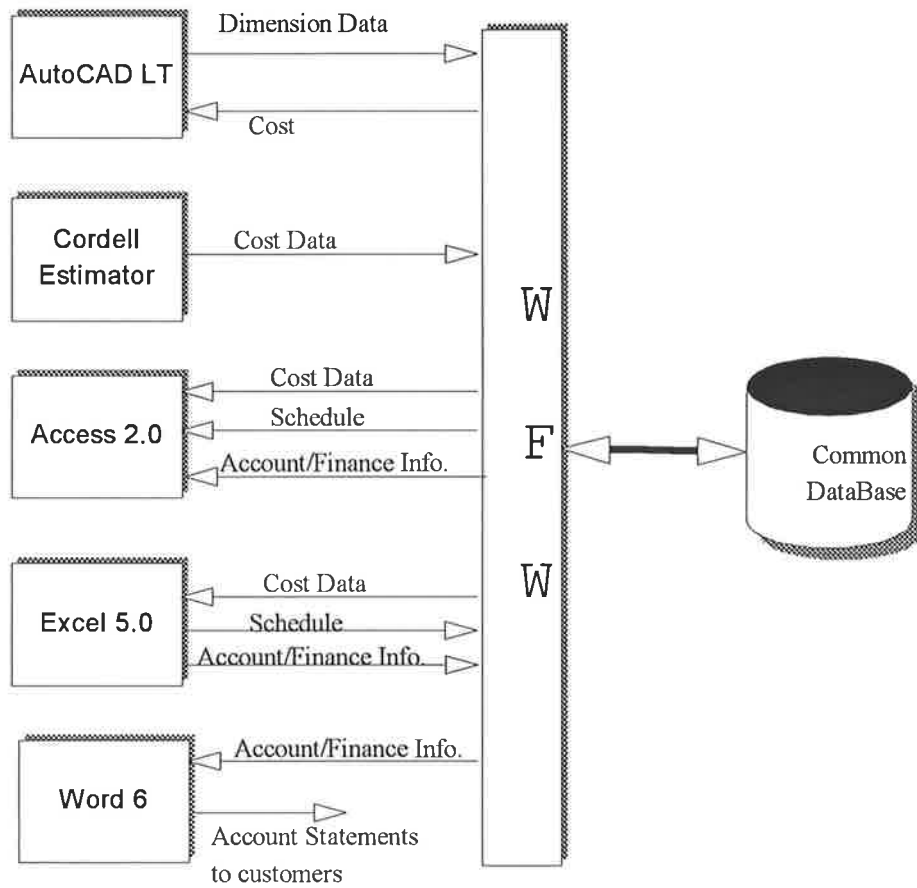 Dimension Data
AutoCAD LT
Cost
Cordell
Estimator
Cost Data
Cost Data
Schedule
Access 2.0
Account/Finance Info.
Cost Data
Excel 5.0
Schedule
Account/Finance Info.
Account/Finance Info.
Word 6
Account Statements
to customers
W
F
W
Common
DataBase